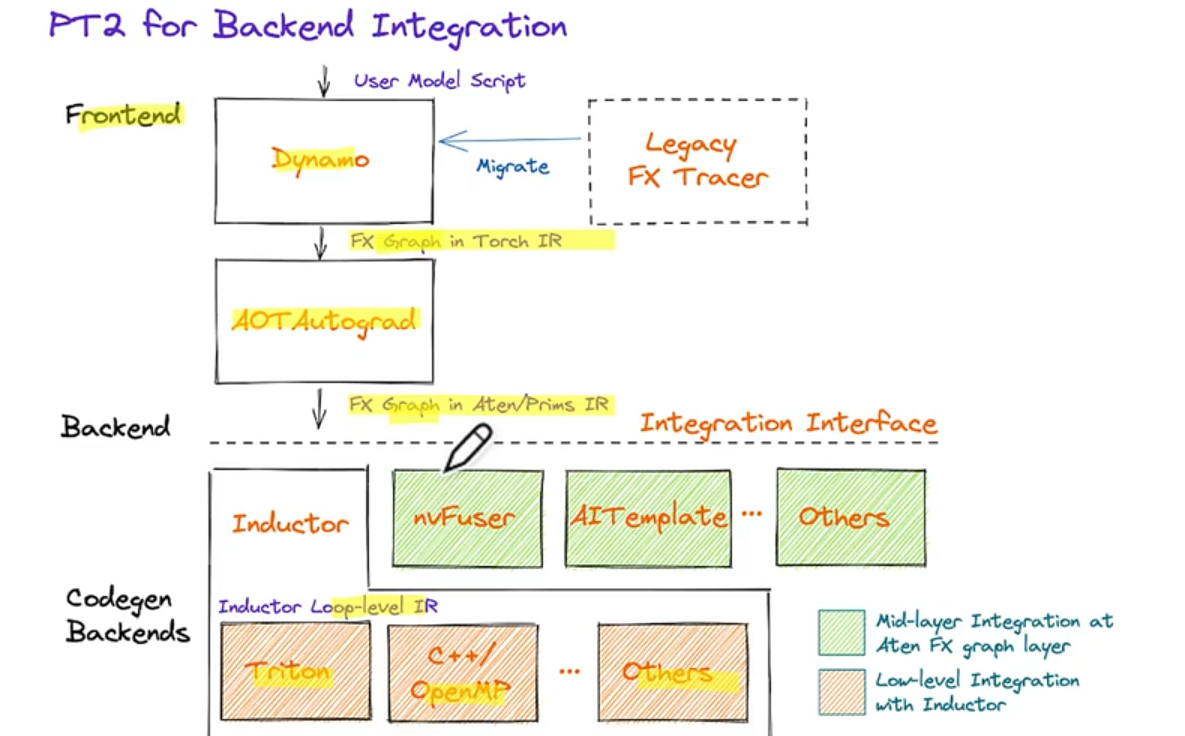 PT2 for Backend Integration
User Model Script
Frontend
Dynamo
Migrate
Legacy
FX Tracer
FX Graph in Torch IR
AOTAutograd
FX Graph in Aten/Prims IR
Backend
Integration Interface
Inductor
nvFuser
AITemplate
...
Others
Codegen
Backends
Inductor Loop-level IR
Triton
C++/
OpenMP
...
Others
Mid-layer Integration at
Aten FX graph layer
Low-level Integration
with Inductor